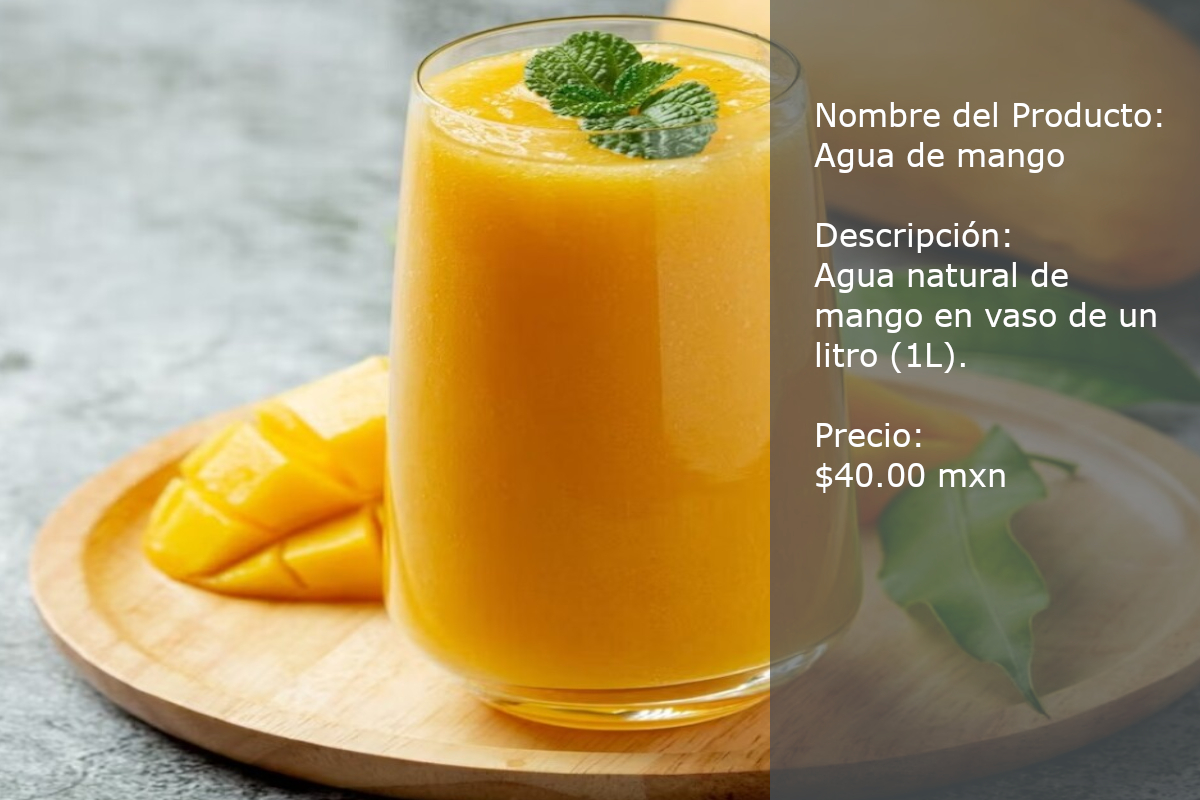 Nombre del Producto:
Agua de mango
Descripción:
Agua natural de
mango en vaso de un
litro (1L).
Precio:
$40.00 mxn